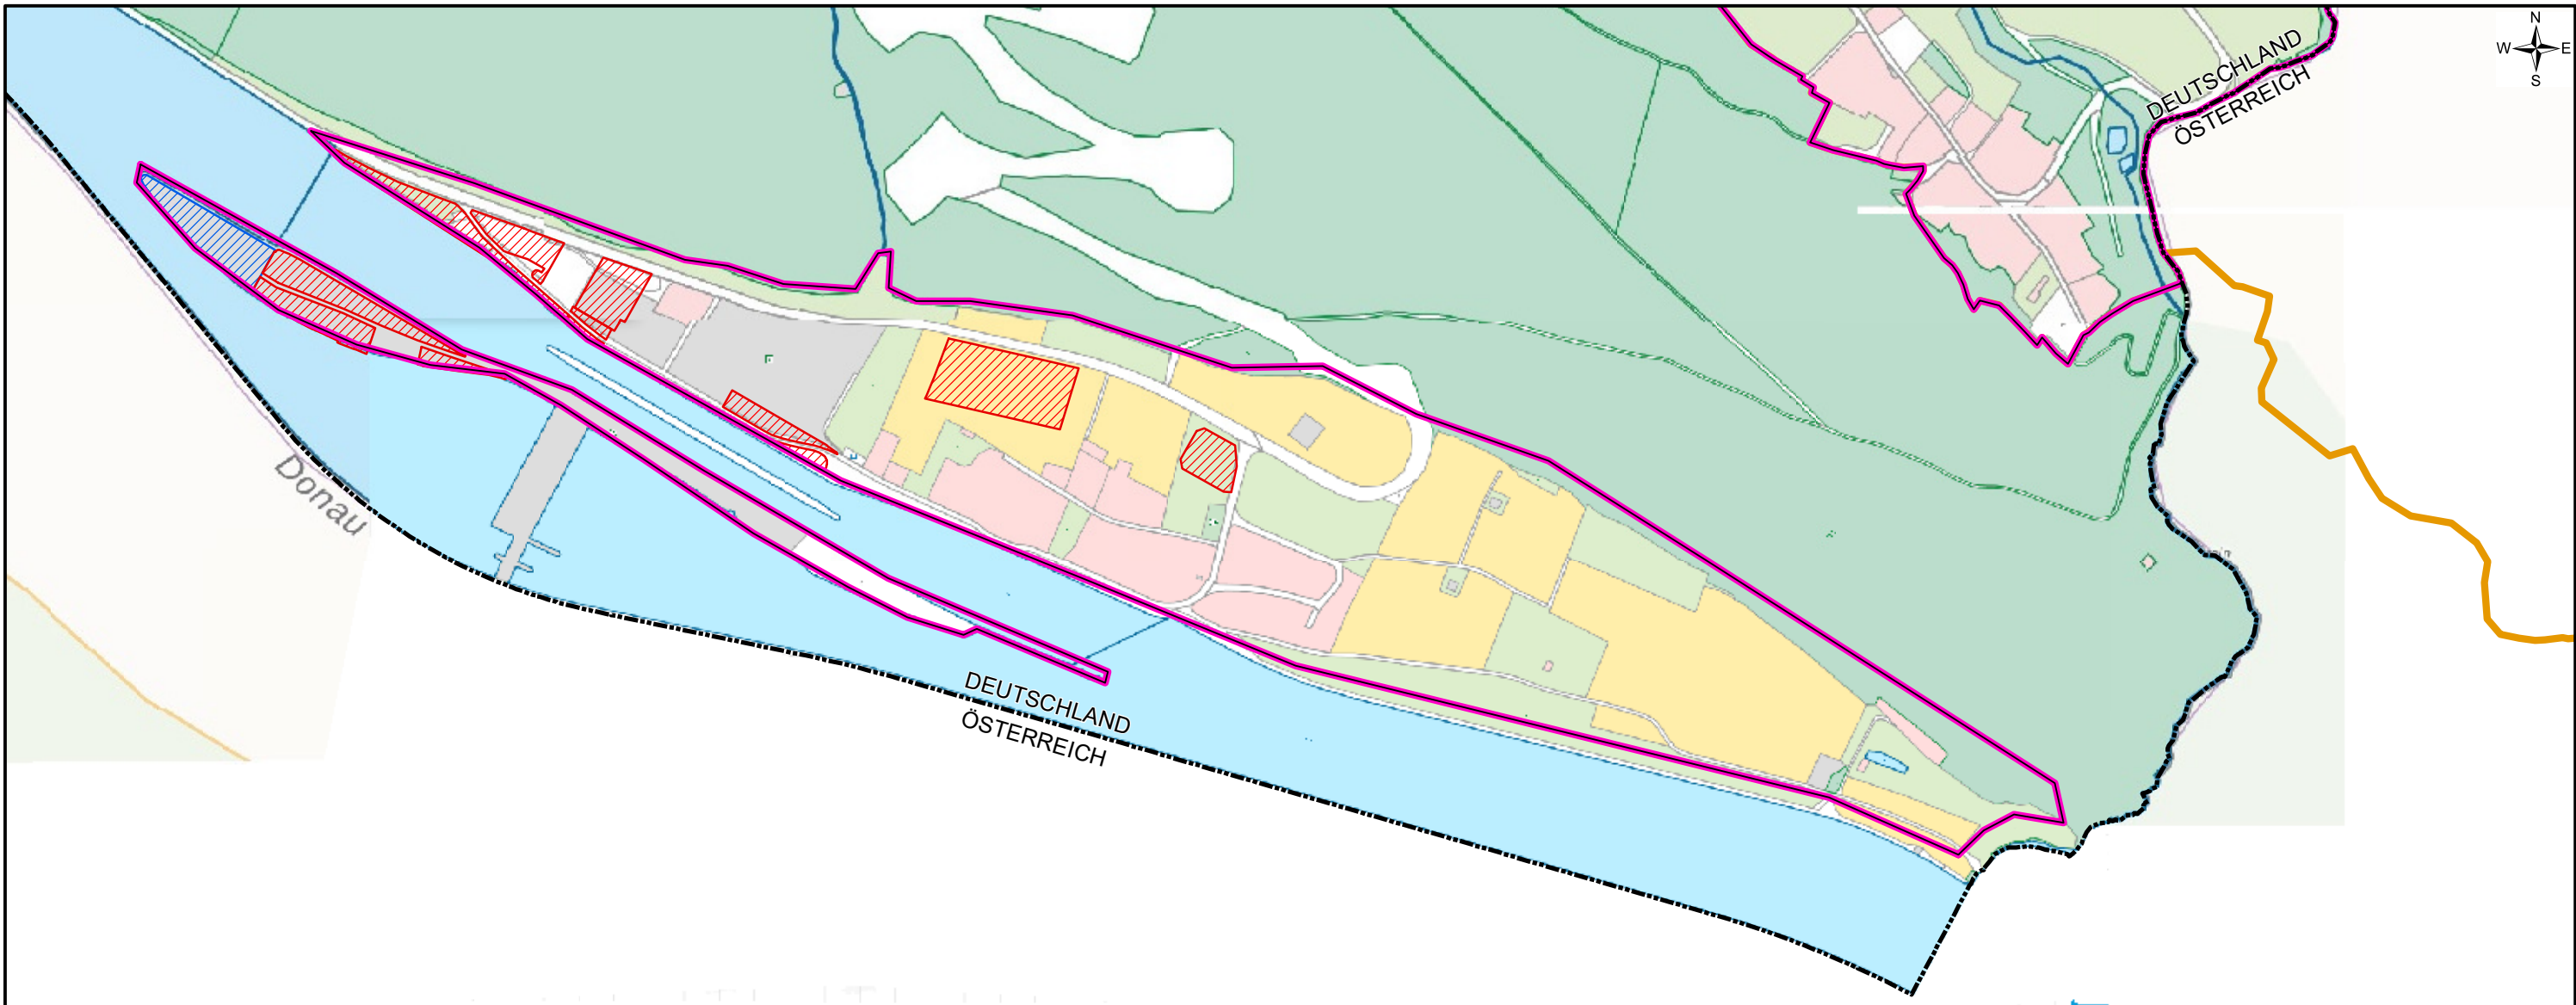 N
W E
S
DEUTSCHLAND
ÖSTERREICH
Donau
DEUTSCHLAND
ÖSTERREICH